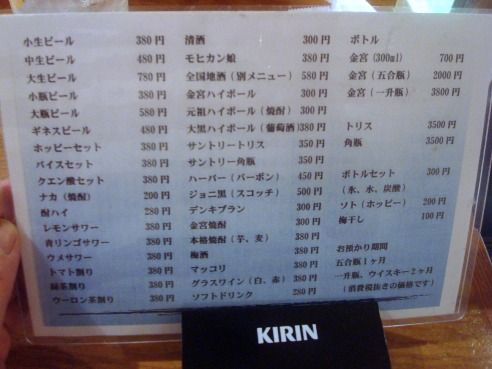 小生ビール 380円
中生ビール 480円
大生ビール 780円
小瓶ビール 380円
大瓶ビール 580円
ギネスビール 480円
ホッピーセット 380円
バイスセット 380円
クエン酸セット 380円
ナカ（焼酎） 200円
酎ハイ 280円
レモンサワー 380円
青リンゴサワー 380円
ウメサワー 380円
トマト割り 380円
緑茶割り 380円
ウーロン茶割り 380円
清酒 300円
モヒカン娘 380円
全国地酒（別メニュー） 580円
金宮ハイボール 300円
元祖ハイボール（焼酎） 300円
大黒ハイボール（葡萄酒）380円
サントリートリス 350円
サントリー角瓶 350円
ハーパー（バーボン） 450円
ジョニ黒（スコッチ） 500円
デンキブラン 300円
金宮焼酎 300円
本格焼酎（芋、麦） 380円
梅酒 380円
マッコリ 380円
グラスワイン（白、赤） 380円
ソフトドリンク 280円
ボトル
金宮（300ml） 700円
金宮（五合瓶） 2000円
金宮（一升瓶） 3800円
トリス 3500円
角瓶 3500円
ボトルセット 300円
（氷、水、炭酸）
ソト（ホッピー） 200円
梅干し 100円
お預かり期間
五合瓶1ヶ月
一升瓶、ウイスキー2ヶ月
（消費税抜きの価格です）
KIRIN